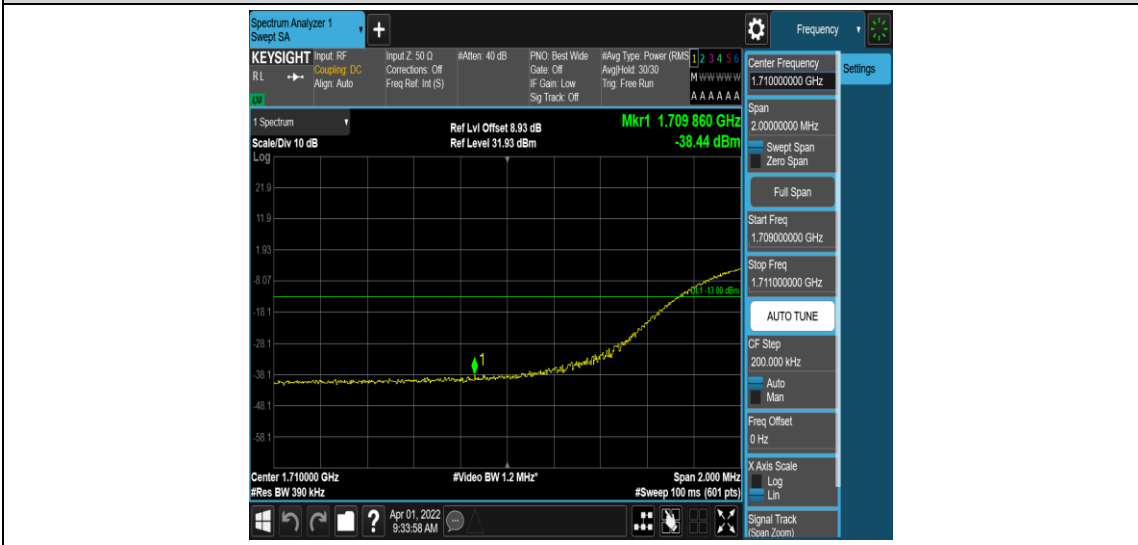 Spectrum Analyzer 1
Swept SA
Frequency
KEYSIGHT
RL
Input: RF
Coupling: DC
Align: Auto
Input Z: 50 Ω
Corrections: Off
Freq Ref: Int (S)
#Atten: 40 dB
PNO: Best Wide
Gate: Off
IF Gain: Low
Sig Track: Off
#Avg Type: Power (RMS
Avg|Hold: 30/30
Trig: Free Run
1 2 3 4 5 6
M W W W W W
A A A A A A
1 Spectrum
Scale/Div 10 dB
Log
Ref Lvl Offset 8.93 dB
Ref Level 31.93 dBm
Mkr1 1.709 860 GHz
-38.44 dBm
21.9
11.9
1.93
-8.07
-18.1
-28.1
-38.1
-48.1
-58.1
DL1 -13.00 dBm
1
Center 1.710000 GHz
#Res BW 390 kHz
#Video BW 1.2 MHz*
Span 2.000 MHz
#Sweep 100 ms (601 pts)
Apr 01, 2022
9:33:58 AM
Center Frequency
1.710000000 GHz
Settings
Span
2.00000000 MHz
Swept Span
Zero Span
Full Span
Start Freq
1.709000000 GHz
Stop Freq
1.711000000 GHz
AUTO TUNE
CF Step
200.000 kHz
Auto
Man
Freq Offset
0 Hz
X Axis Scale
Log
Lin
Signal Track
(Span Zoom)